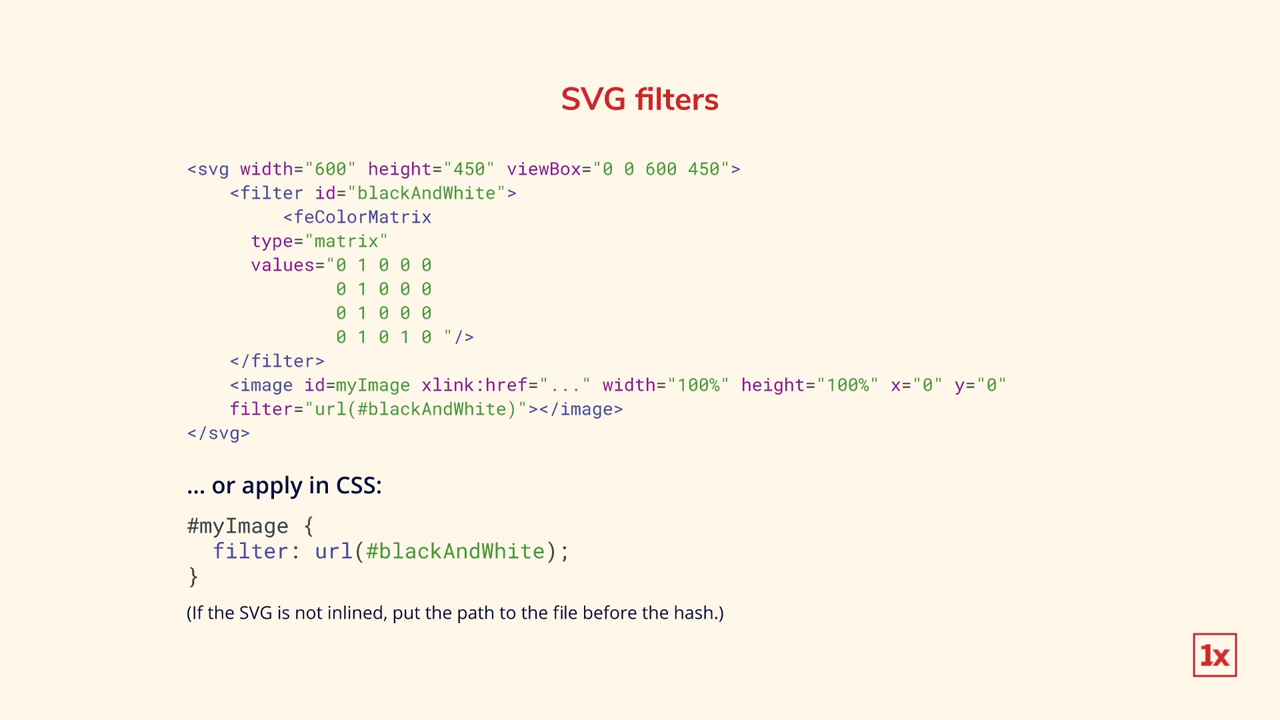 SVG filters
<svg width="600" height="450" viewBox="0 0 600 450">
    <filter id="blackAndWhite">
         <feColorMatrix
      type="matrix"
      values="0 1 0 0 0
              0 1 0 0 0
              0 1 0 0 0
              0 1 0 1 0 "/>
    </filter>
    <image id=myImage xlink:href="..." width="100%" height="100%" x="0" y="0"
    filter="url(#blackAndWhite)"></image>
</svg>
... or apply in CSS:
#myImage {
  filter: url(#blackAndWhite);
}
(If the SVG is not inlined, put the path to the file before the hash.)
1x